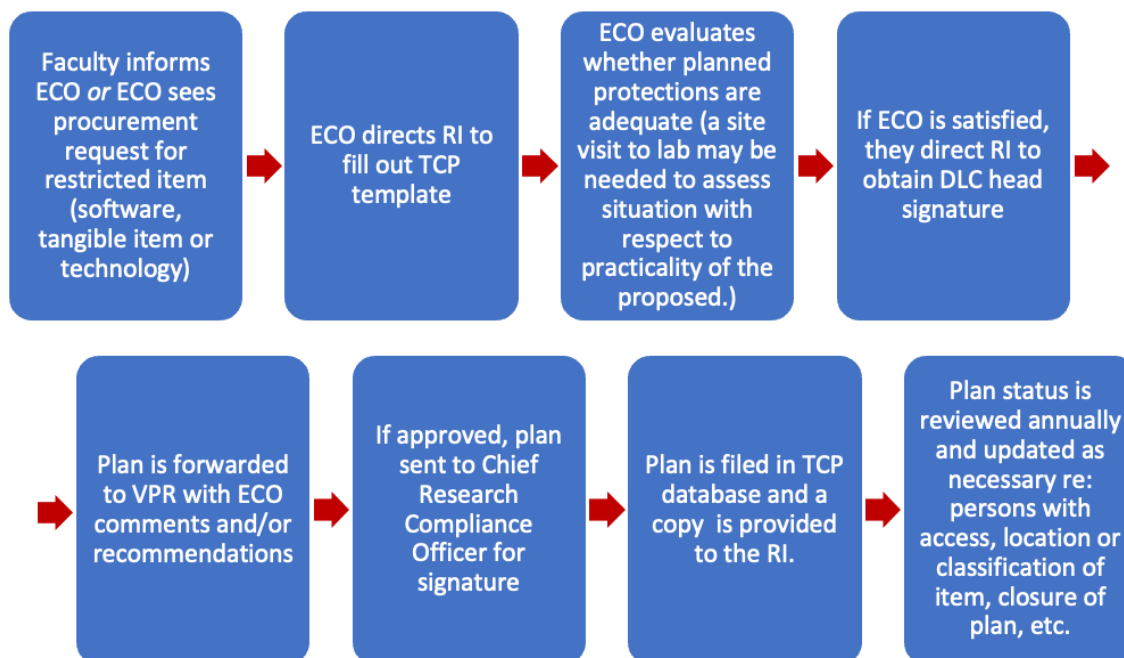 Faculty informs
ECO or ECO sees
procurement
request for
restricted item
(software,
tangible item or
technology)
ECO directs RI to
fill out TCP
template
ECO evaluates
whether planned
protections are
adequate (a site
visit to lab may be
needed to assess
situation with
respect to
practicality of the
proposed.)
If ECO is satisfied,
they direct RI to
obtain DLC head
signature
Plan is forwarded
to VPR with ECO
comments and/or
recommendations
If approved, plan
sent to Chief
Research
Compliance
Officer for
signature
Plan is filed in TCP
database and a
copy is provided
to the RI.
Plan status is
reviewed annually
and updated as
necessary re:
persons with
access, location or
classification of
item, closure of
plan, etc.